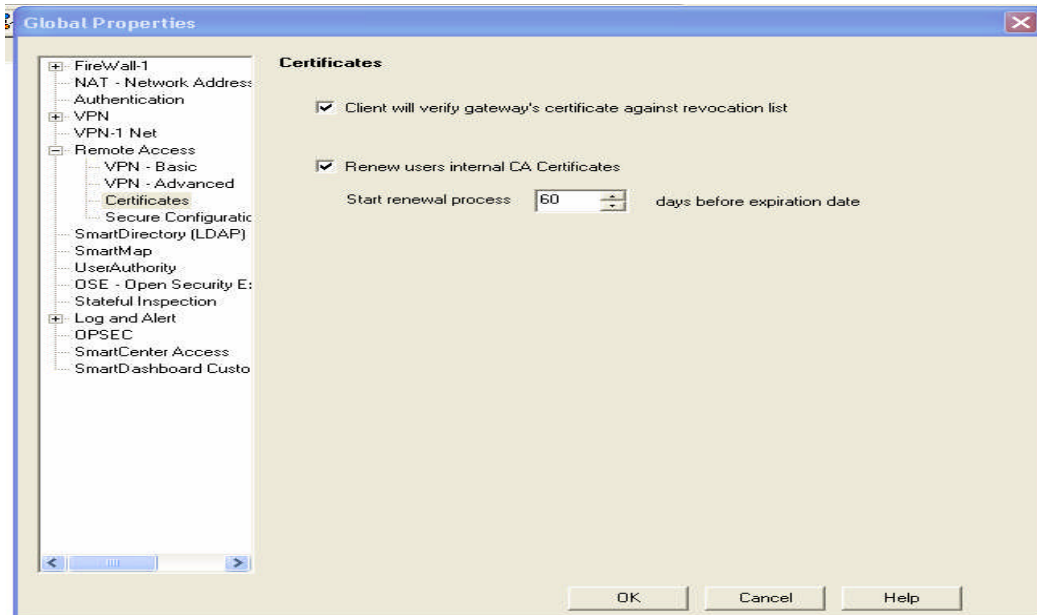 Global Properties
FireWall-1
NAT - Network Address
Authentication
VPN
VPN-1 Net
Remote Access
VPN - Basic
VPN - Advanced
Certificates
Secure Configuratic
SmartDirectory (LDAP)
SmartMap
UserAuthority
OSE - Open Security E:
Stateful Inspection
Log and Alert
OPSEC
SmartCenter Access
SmartDashboard Custo
Certificates
Client will verify gateway's certificate against revocation list
Renew users internal CA Certificates
Start renewal process 60 days before expiration date
OK Cancel Help